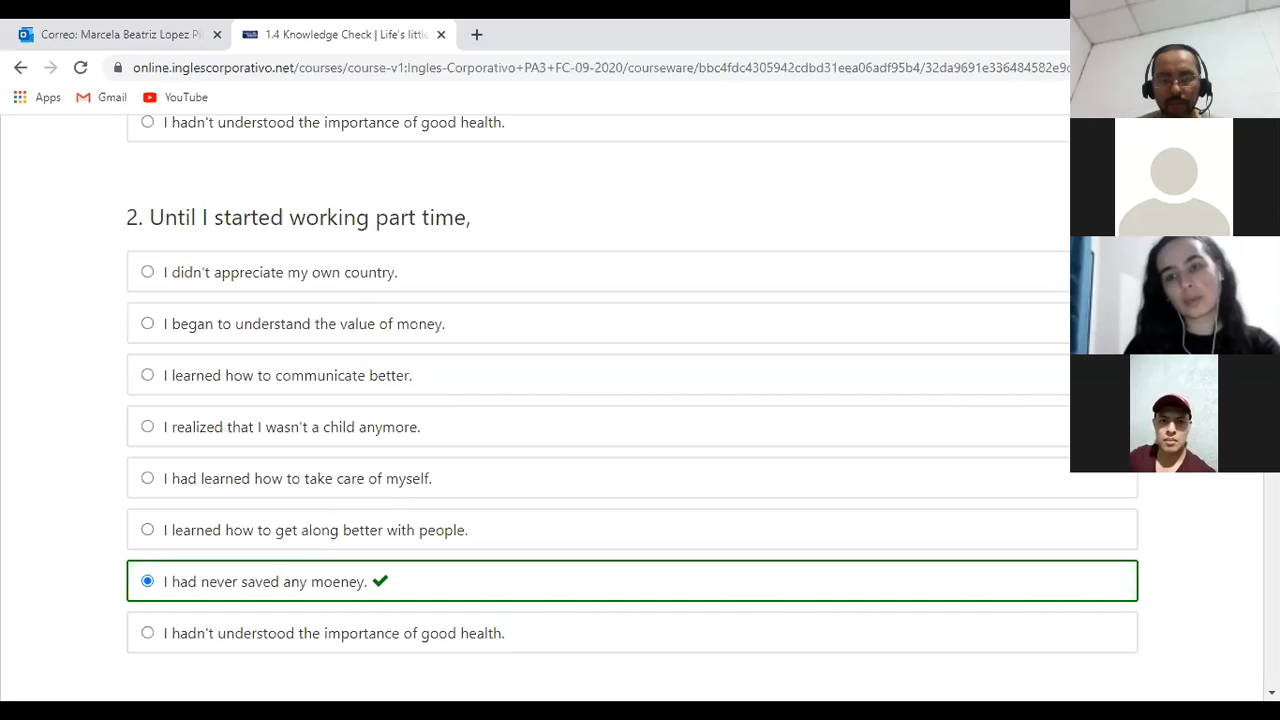 Correo: Marcela Beatriz Lopez P
1.4 Knowledge Check | Life's littl
online.inglescorporativo.net/courses/course-v1:Ingles-Corporativo+PA3+FC-09-2020/courseware/bbc4fdc4305942cdbd31eea06adf95b4/32da9691e336484582e9c
Apps
Gmail
YouTube
I hadn't understood the importance of good health.
2. Until I started working part time,
I didn't appreciate my own country.
I began to understand the value of money.
I learned how to communicate better.
I realized that I wasn't a child anymore.
I had learned how to take care of myself.
I learned how to get along better with people.
I had never saved any moeney.
I hadn't understood the importance of good health.